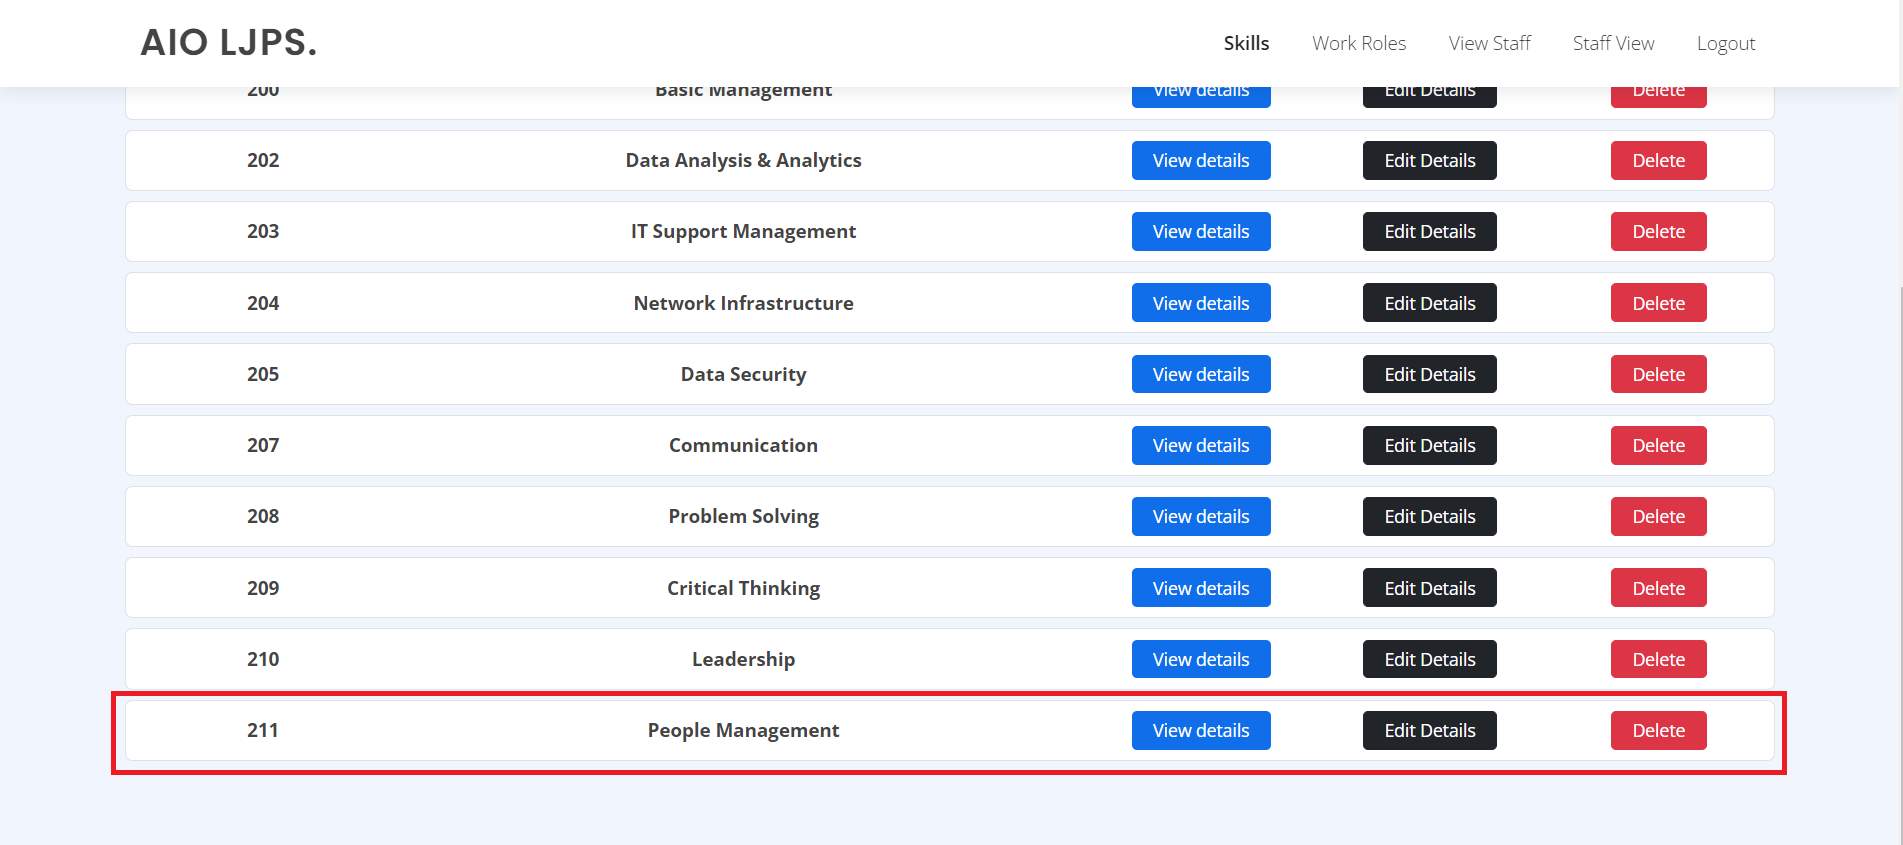 AIO LJPS. Skills Work Roles View Staff Staff View Logout
200 Basic Management View details Edit Details Delete
202 Data Analysis & Analytics View details Edit Details Delete
203 IT Support Management View details Edit Details Delete
204 Network Infrastructure View details Edit Details Delete
205 Data Security View details Edit Details Delete
207 Communication View details Edit Details Delete
208 Problem Solving View details Edit Details Delete
209 Critical Thinking View details Edit Details Delete
210 Leadership View details Edit Details Delete
211 People Management View details Edit Details Delete